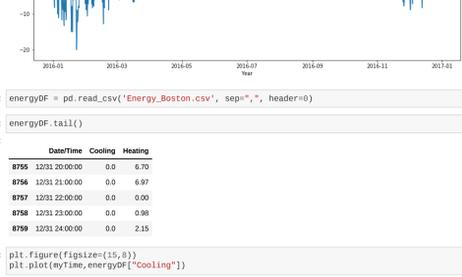 −10
−20
2016-01 2016-03 2016-05 2016-07 2016-09 2016-11 2017-01
Year
energyDF = pd.read_csv('Energy_Boston.csv', sep=",", header=0)
energyDF.tail()
Date/Time Cooling Heating
8755 12/31 20:00:00 0.0 6.70
8756 12/31 21:00:00 0.0 6.97
8757 12/31 22:00:00 0.0 0.00
8758 12/31 23:00:00 0.0 0.98
8759 12/31 24:00:00 0.0 2.15
plt.figure(figsize=(15,8))
plt.plot(myTime,energyDF["Cooling"])